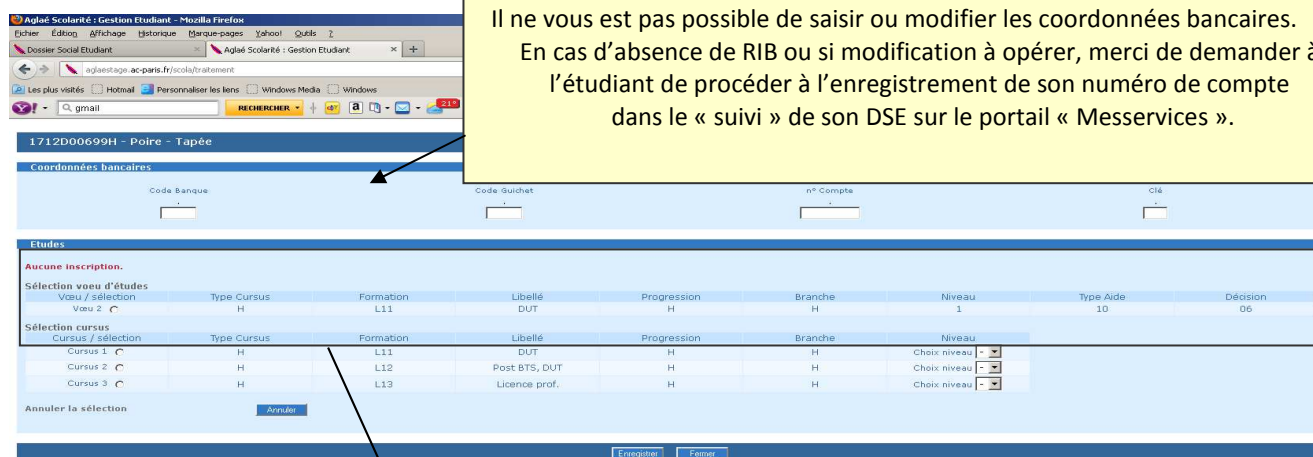 Aglaé Scolarité : Gestion Etudiant - Mozilla Firefox
Eichier Édition Affichage Historique Marque-pages Yahoo! Outils ?
Dossier Social Etudiant × Aglaé Scolarité : Gestion Etudiant × +
aglaestage.ac-paris.fr/scola/traitement
Les plus visités Hotmail Personnaliser les liens Windows Media Windows
Y! gmail RECHERCHER 21°
Il ne vous est pas possible de saisir ou modifier les coordonnées bancaires.
En cas d’absence de RIB ou si modification à opérer, merci de demander à
l’étudiant de procéder à l’enregistrement de son numéro de compte
dans le « suivi » de son DSE sur le portail « Messervices ».
1712D00699H - Poire - Tapée
Coordonnées bancaires
Code Banque Code Guichet n° Compte Clé
Etudes
Aucune inscription.
Sélection voeu d'études
Vœu / sélection Type Cursus Formation Libellé Progression Branche Niveau Type Aide Décision
Vœu 2 H L11 DUT H H 1 10 06
Sélection cursus
Cursus / sélection Type Cursus Formation Libellé Progression Branche Niveau
Cursus 1 H L11 DUT H H Choix niveau -
Cursus 2 H L12 Post BTS, DUT H H Choix niveau -
Cursus 3 H L13 Licence prof. H H Choix niveau -
Annuler la sélection Annuler
Enregistrer Fermer